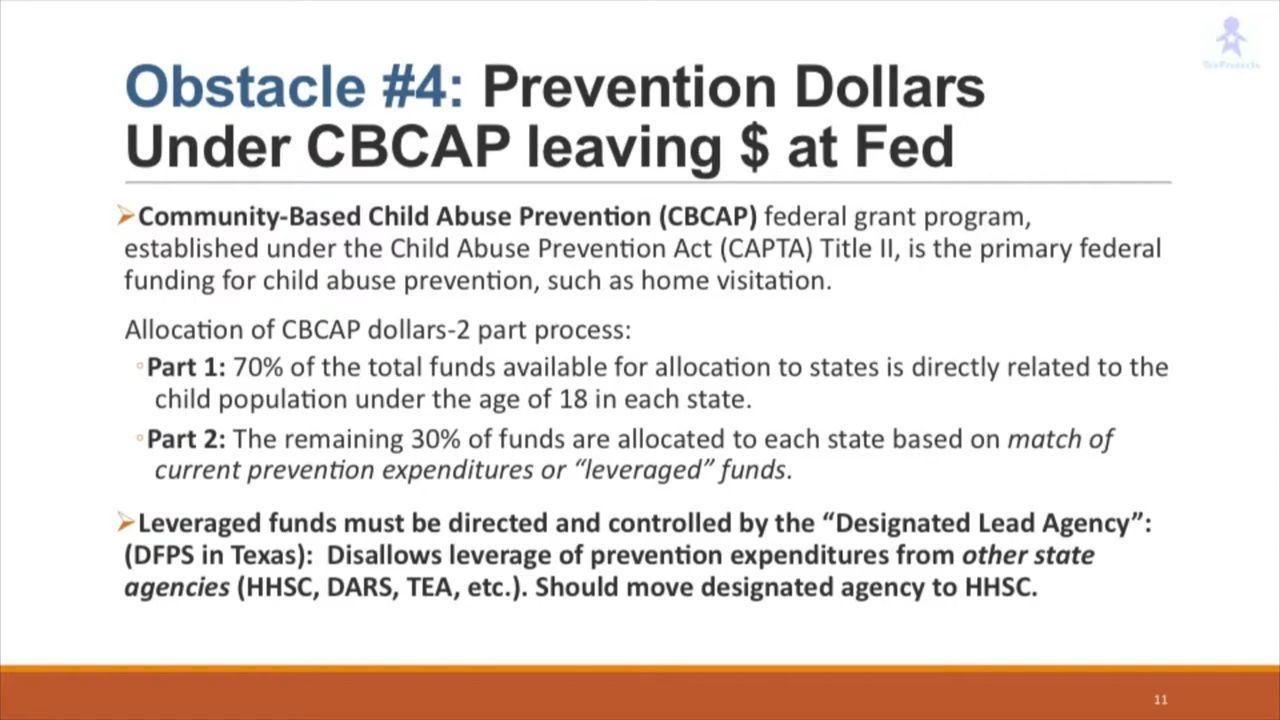 TexProtects
Obstacle #4: Prevention Dollars
Under CBCAP leaving $ at Fed
➢Community-Based Child Abuse Prevention (CBCAP) federal grant program,
established under the Child Abuse Prevention Act (CAPTA) Title II, is the primary federal
funding for child abuse prevention, such as home visitation.
Allocation of CBCAP dollars-2 part process:
◦Part 1: 70% of the total funds available for allocation to states is directly related to the
child population under the age of 18 in each state.
◦Part 2: The remaining 30% of funds are allocated to each state based on match of
current prevention expenditures or “leveraged” funds.
➢Leveraged funds must be directed and controlled by the “Designated Lead Agency”:
(DFPS in Texas): Disallows leverage of prevention expenditures from other state
agencies (HHSC, DARS, TEA, etc.). Should move designated agency to HHSC.
11